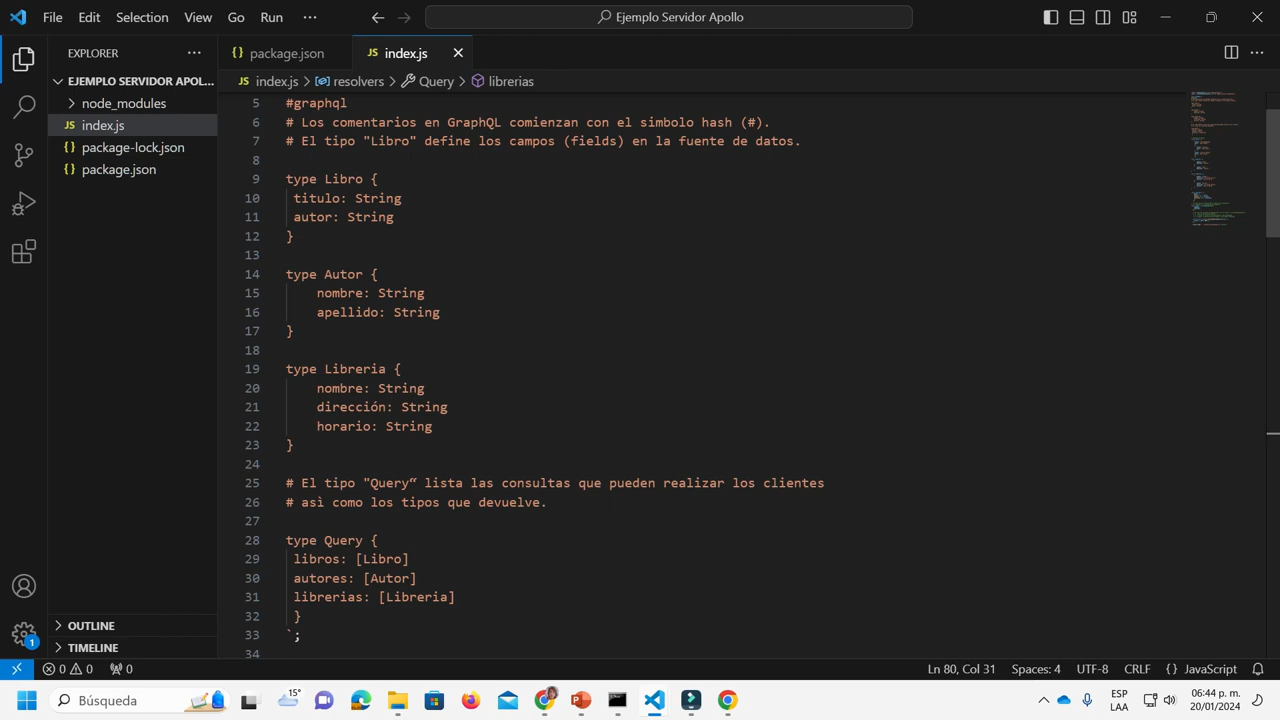 File Edit Selection View Go Run ··· Ejemplo Servidor Apollo
EXPLORER ···
EJEMPLO SERVIDOR APOL...
node_modules
index.js
package-lock.json
package.json
OUTLINE
TIMELINE
package.json JS index.js
JS index.js > resolvers > Query > librerias
5 #graphql
6 # Los comentarios en GraphQL comienzan con el simbolo hash (#).
7 # El tipo "Libro" define los campos (fields) en la fuente de datos.
8
9 type Libro {
10 titulo: String
11 autor: String
12 }
13
14 type Autor {
15 nombre: String
16 apellido: String
17 }
18
19 type Libreria {
20 nombre: String
21 dirección: String
22 horario: String
23 }
24
25 # El tipo "Query“ lista las consultas que pueden realizar los clientes
26 # asì como los tipos que devuelve.
27
28 type Query {
29 libros: [Libro]
30 autores: [Autor]
31 librerias: [Libreria]
32 }
33 `;
34
1
0 0 0 Ln 80, Col 31 Spaces: 4 UTF-8 CRLF {} JavaScript
Búsqueda 15° ESP LAA 06:44 p. m. 20/01/2024